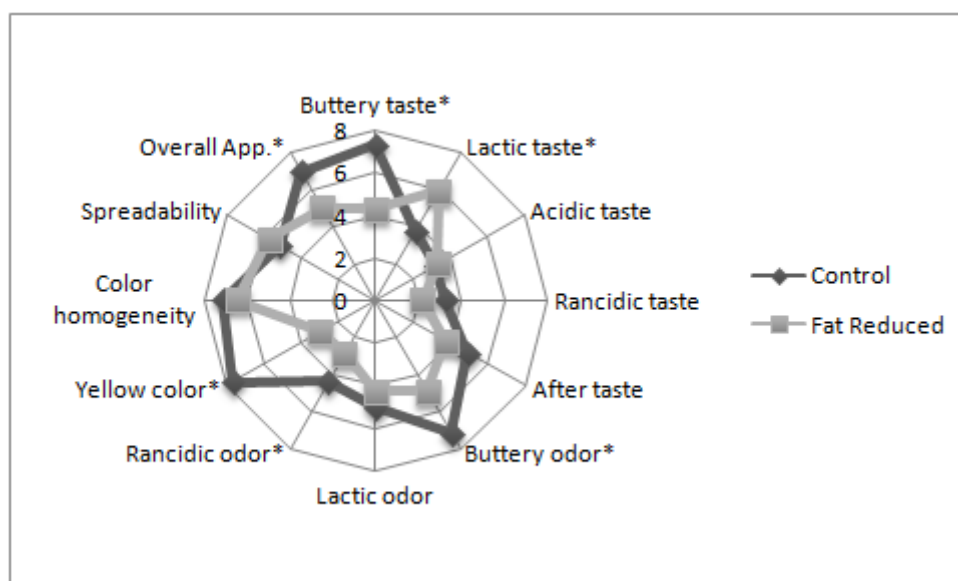 Buttery taste*
8
Overall App.*
Lactic taste*
6
Spreadability
4
Acidic taste
2
Color
homogeneity
0
Rancidic taste
Control
Fat Reduced
Yellow color*
After taste
Rancidic odor*
Buttery odor*
Lactic odor